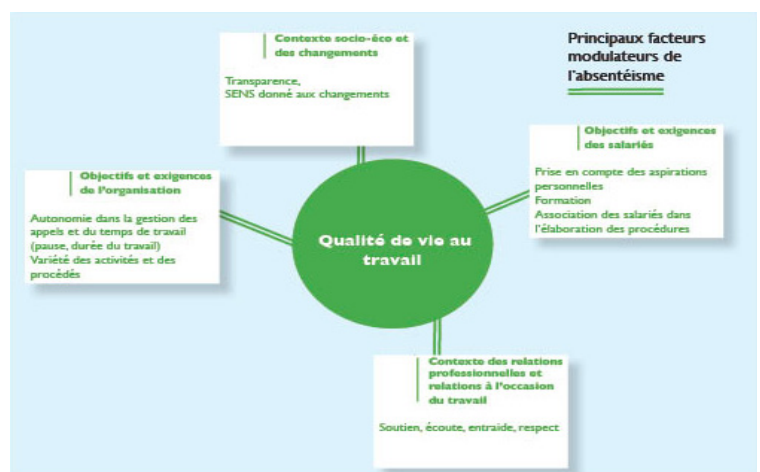 Contexte socio-éco et
des changements
Transparence,
SENS donné aux changements
Principaux facteurs
modulateurs de
l'absentéisme
Objectifs et exigences
des salariés
Prise en compte des aspirations
personnelles
Formation
Association des salariés dans
l'élaboration des procédures
Objectifs et exigences
de l'organisation
Autonomie dans la gestion des
appels et du temps de travail
(pause, durée du travail)
Variété des activités et des
procédés
Qualité de vie au
travail
Contexte des relations
professionnelles et
relations à l'occasion
du travail
Soutien, écoute, entraide, respect